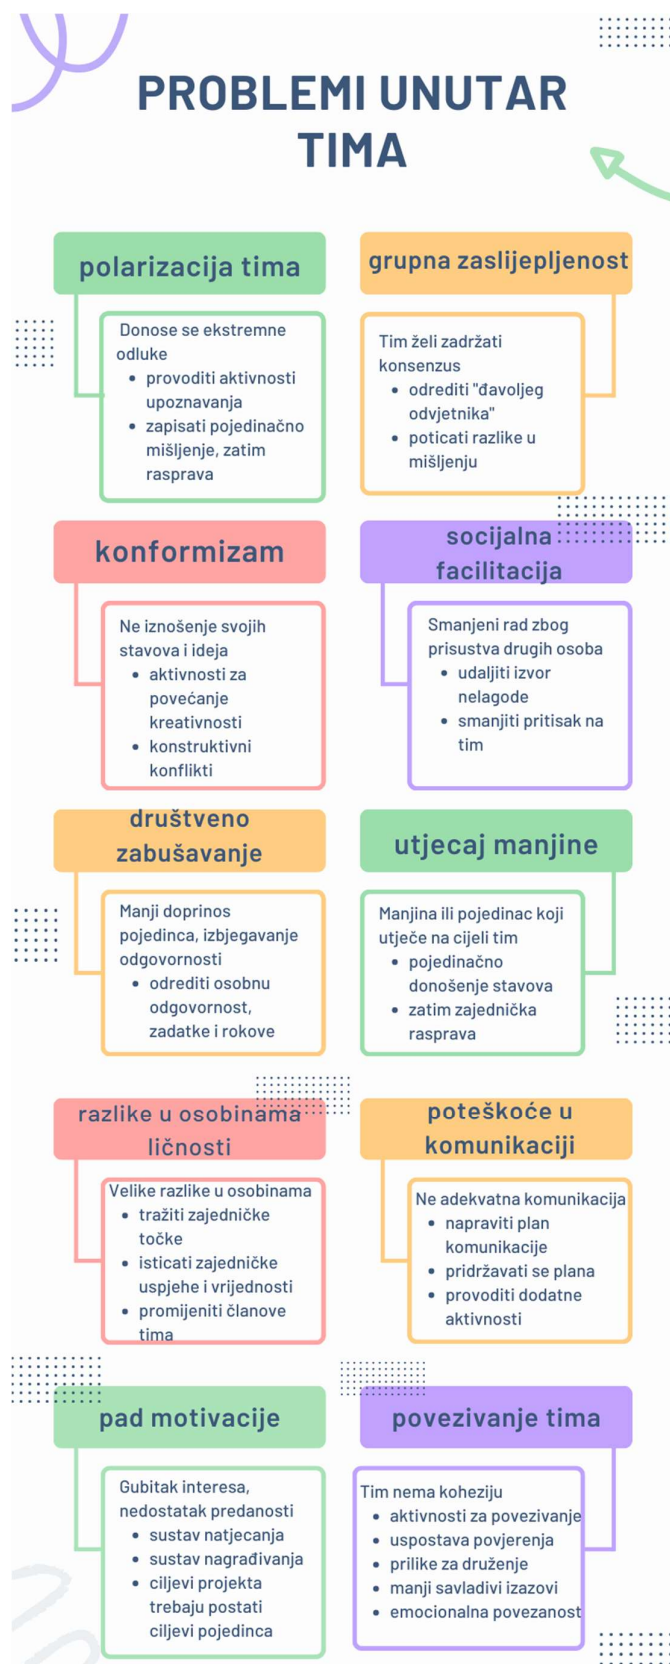 PROBLEMI UNUTAR
TIMA
polarizacija tima
Donose se ekstremne
odluke
• provoditi aktivnosti
upoznavanja
• zapisati pojedinačno
mišljenje, zatim
rasprava
grupna zaslijepljenost
Tim želi zadržati
konsenzus
• odrediti "đavoljeg
odvjetnika"
• poticati razlike u
mišljenju
konformizam
Ne iznošenje svojih
stavova i ideja
• aktivnosti za
povećanje
kreativnosti
• konstruktivni
konflikti
socijalna
facilitacija
Smanjeni rad zbog
prisustva drugih osoba
• udaljiti izvor
nelagode
• smanjiti pritisak na
tim
društveno
zabušavanje
Manji doprinos
pojedinca, izbjegavanje
odgovornosti
• odrediti osobnu
odgovornost,
zadatke i rokove
utjecaj manjine
Manjina ili pojedinac koji
utječe na cijeli tim
• pojedinačno
donošenje stavova
• zatim zajednička
rasprava
razlike u osobinama
ličnosti
Velike razlike u osobinama
• tražiti zajedničke
točke
• isticati zajedničke
uspjehe i vrijednosti
• promijeniti članove
tima
poteškoće u
komunikaciji
Ne adekvatna komunikacija
• napraviti plan
komunikacije
• pridržavati se plana
• provoditi dodatne
aktivnosti
pad motivacije
Gubitak interesa,
nedostatak predanosti
• sustav natjecanja
• sustav nagrađivanja
• ciljevi projekta
trebaju postati
ciljevi pojedinca
povezivanje tima
Tim nema koheziju
• aktivnosti za povezivanje
• uspostava povjerenja
• prilike za druženje
• manji savladivi izazovi
• emocionalna povezanost